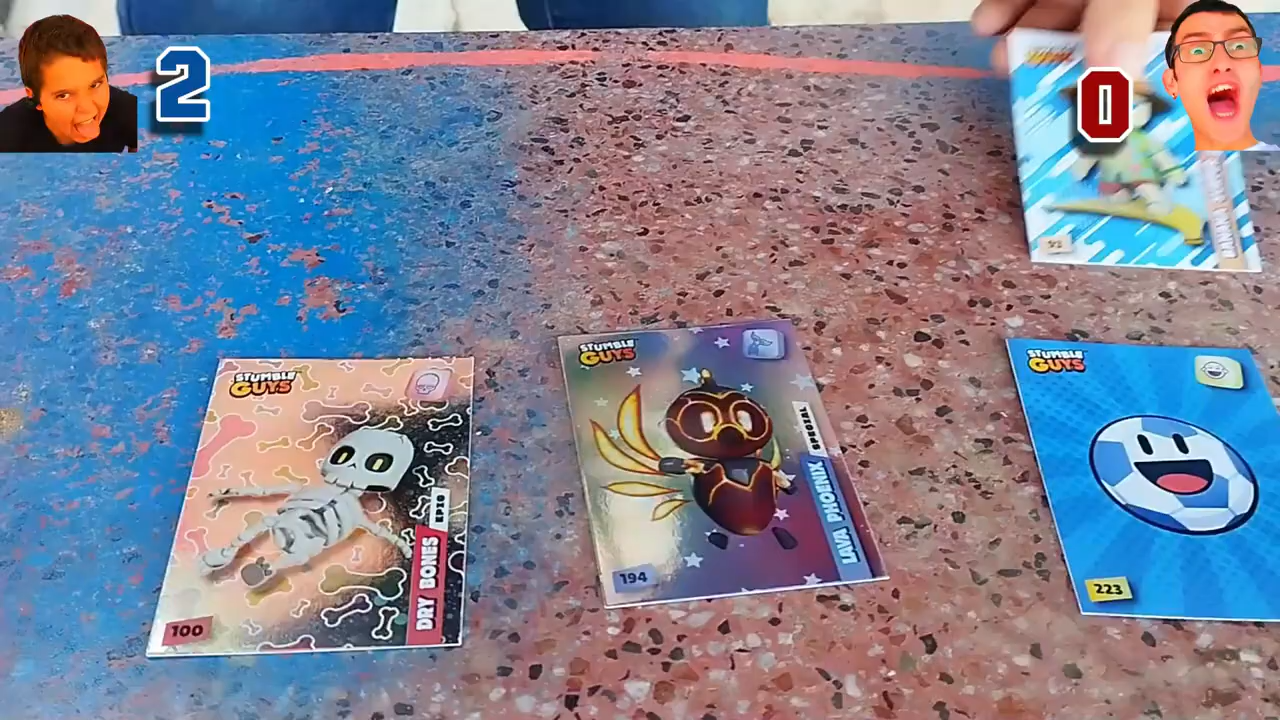 2
0
STUMBLE
GUYS
EPIC
DRY BONES
100
STUMBLE
GUYS
SPECIAL
LAVA PHOENIX
194
STUMBLE
GUYS
223